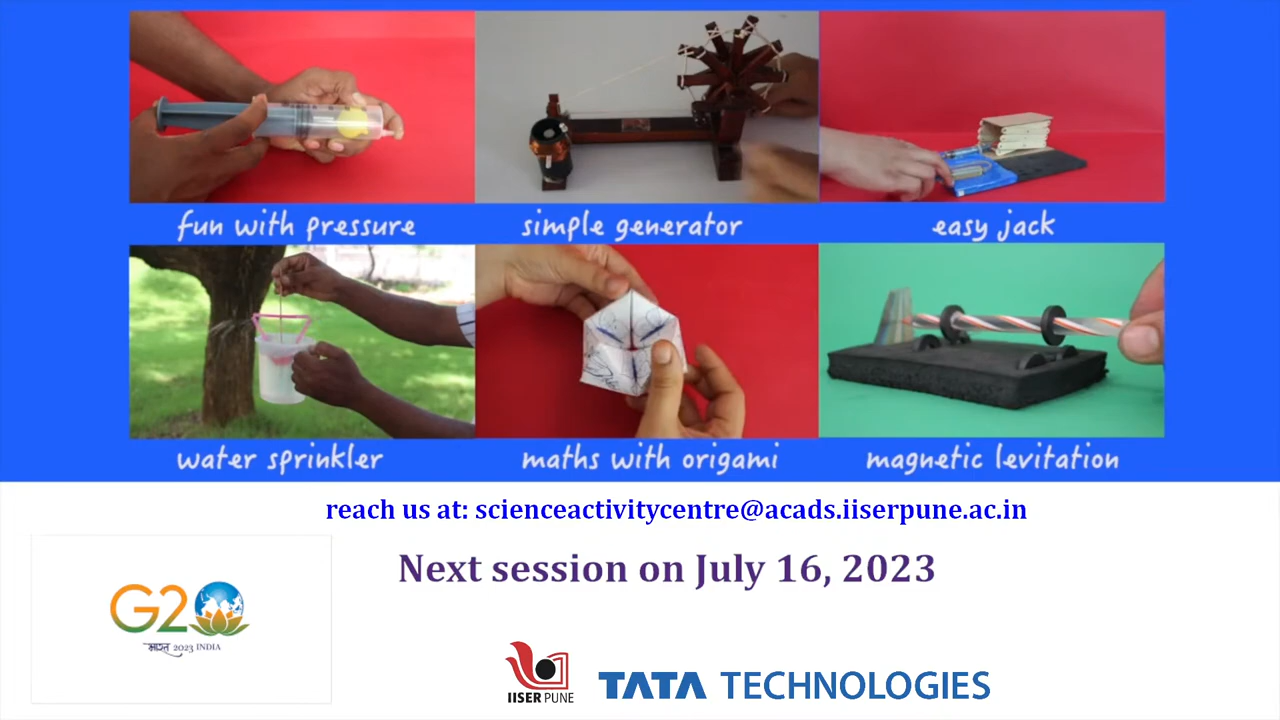 fun with pressure
simple generator
easy jack
water sprinkler
maths with origami
magnetic levitation
reach us at: scienceactivitycentre@acads.iiserpune.ac.in
Next session on July 16, 2023
G20
भारत 2023 INDIA
IISER PUNE
TATA TECHNOLOGIES